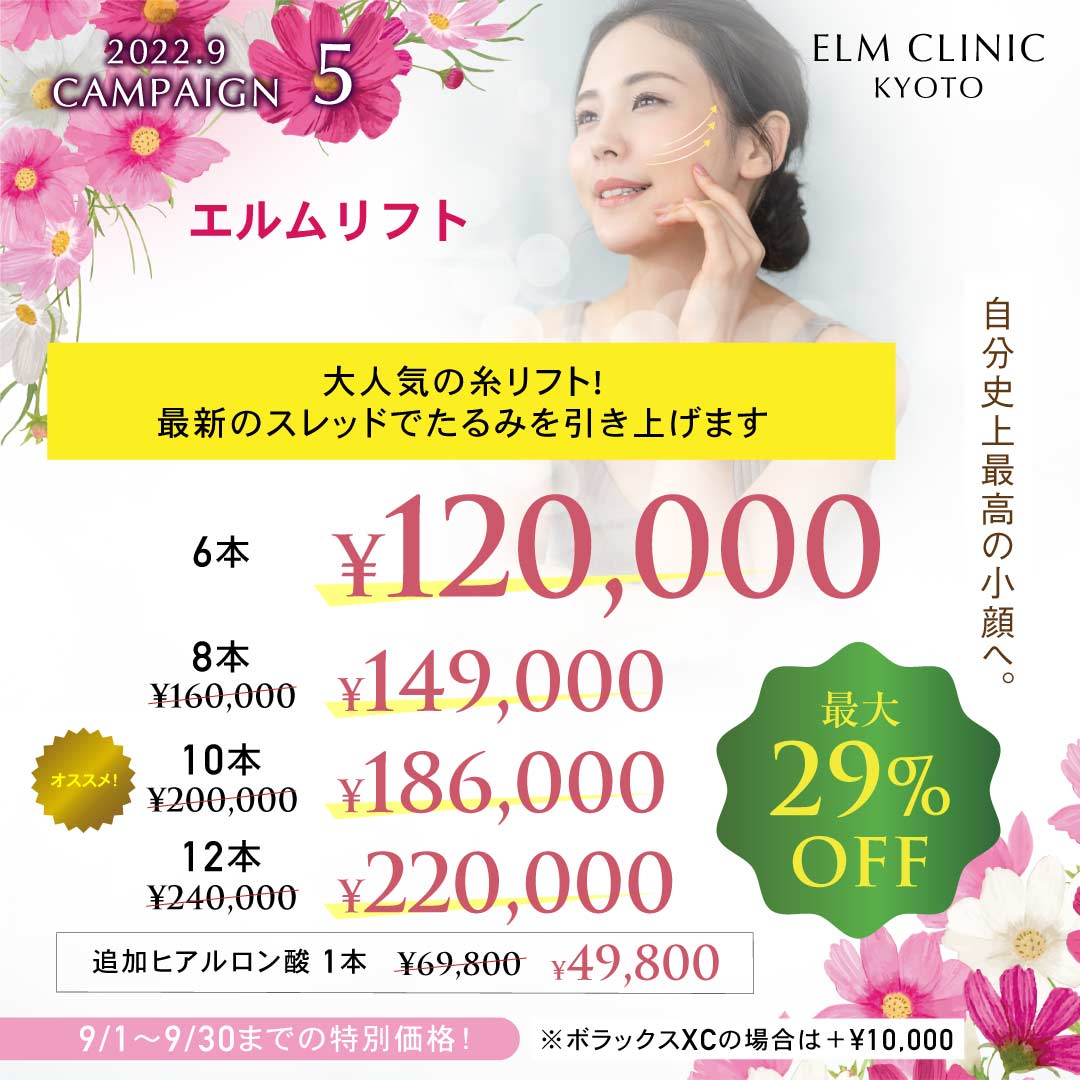 2022.9
CAMPAIGN 5
ELM CLINIC
KYOTO
エルムリフト
自分史上最高の小顔へ。
大人気の糸リフト!
最新のスレッドでたるみを引き上げます
6本 ¥120,000
8本
¥160,000 ¥149,000
オススメ!
10本
¥200,000 ¥186,000
12本
¥240,000 ¥220,000
最大
29%
OFF
追加ヒアルロン酸 1本 ¥69,800 ¥49,800
9/1～9/30までの特別価格!
※ボラックスXCの場合は+¥10,000